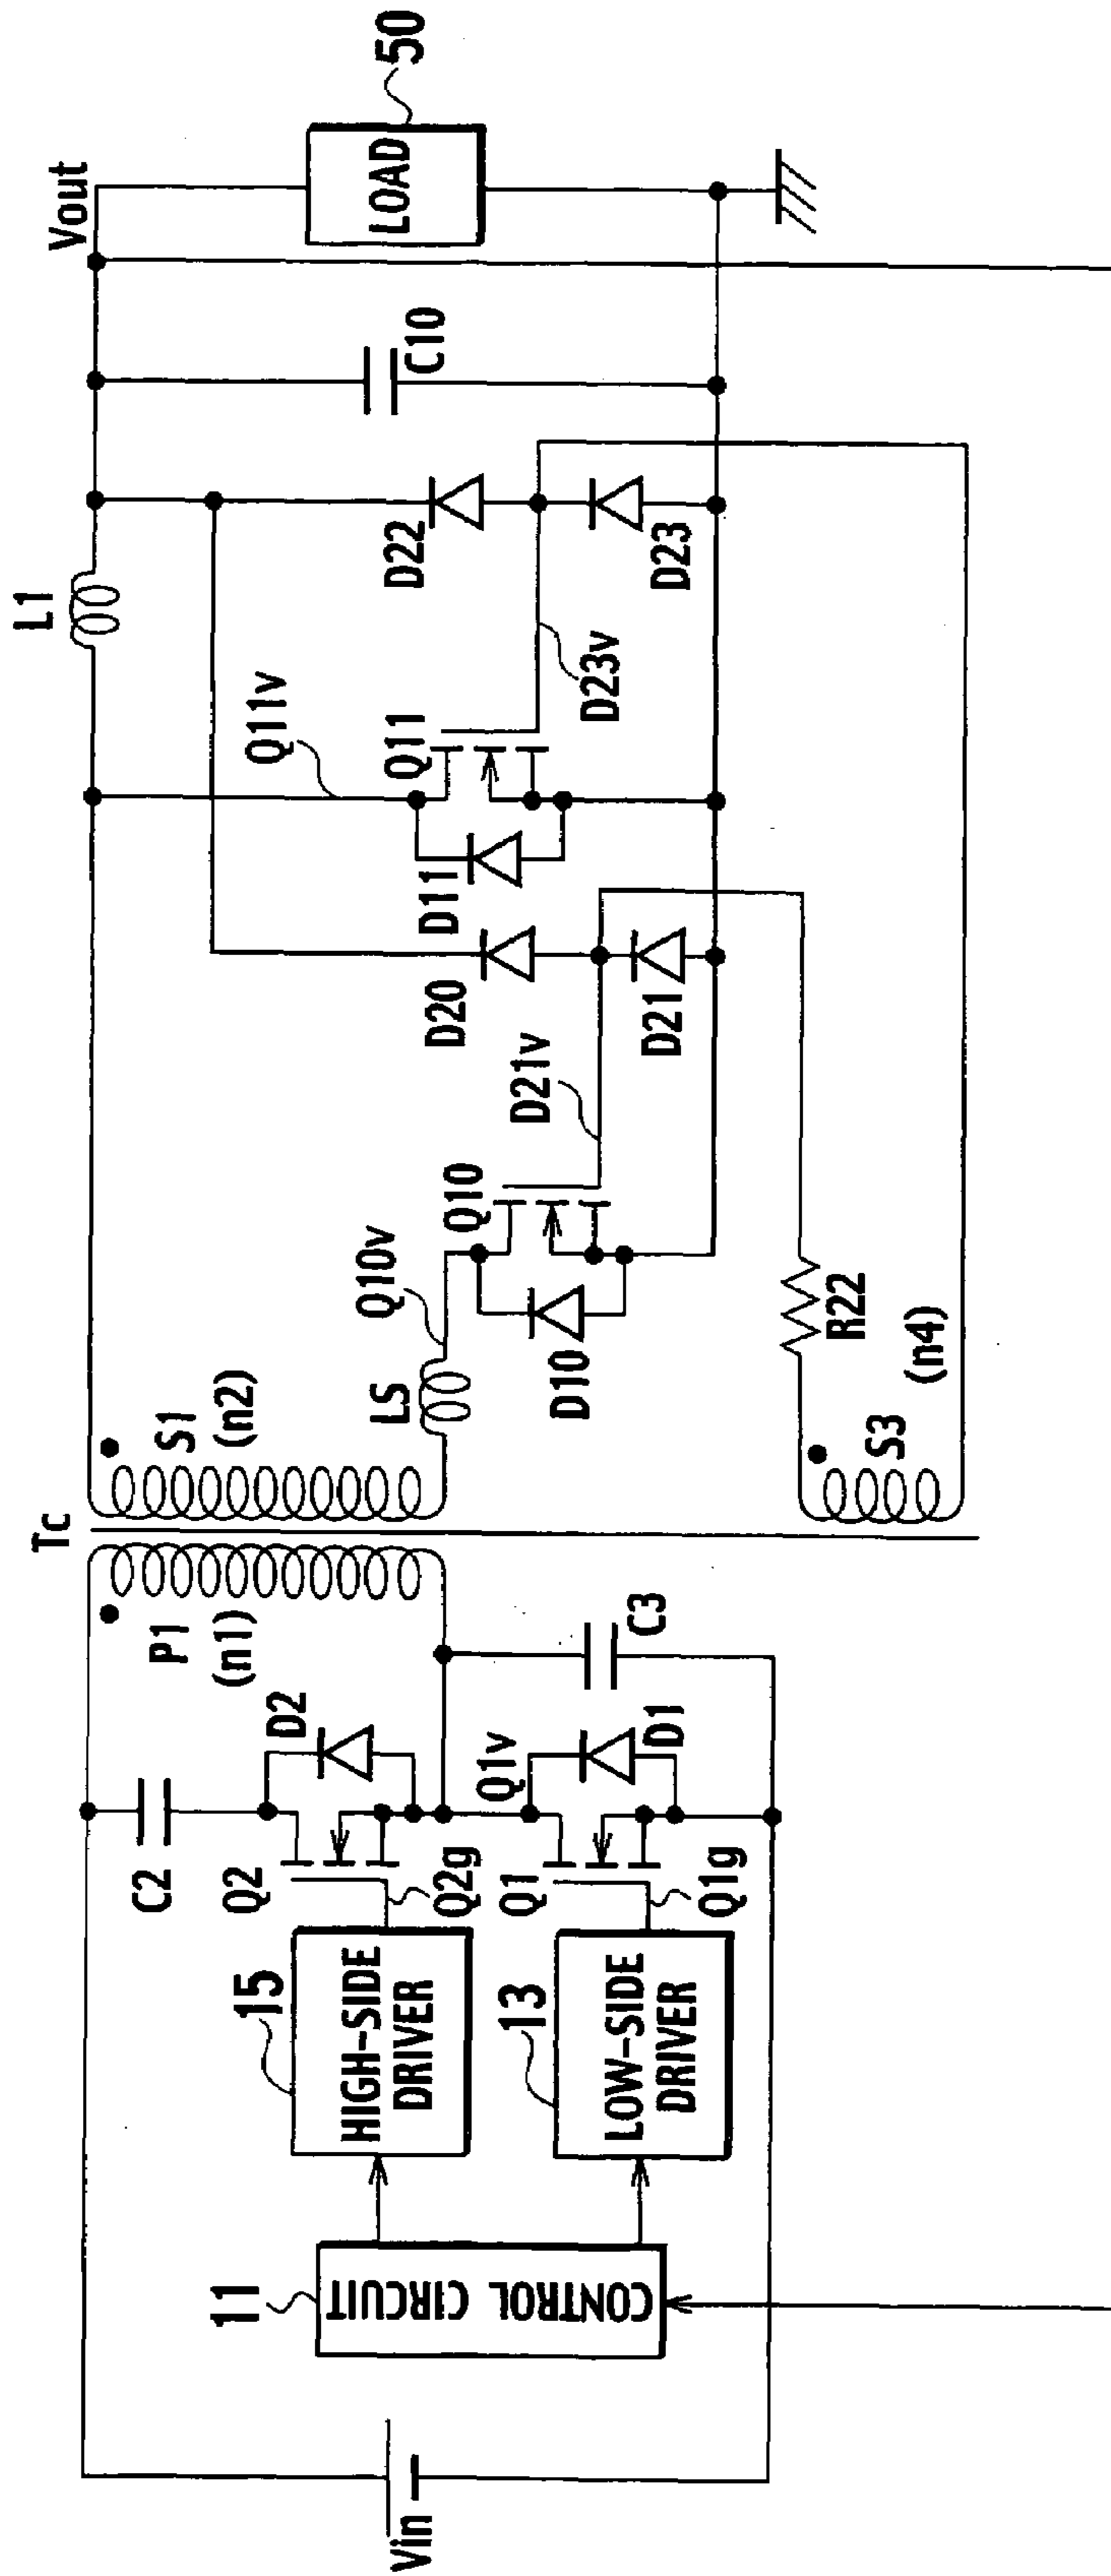 Vin
11
CONTROL CIRCUIT
15
HIGH-SIDE
DRIVER
13
LOW-SIDE
DRIVER
C2
Q2
Q2g
D2
Q1
Q1g
Q1v
D1
C3
P1
(n1)
Tc
S1
(n2)
LS
Q10v
Q10
D10
D21v
D20
D21
D11
Q11
Q11v
D23v
D22
D23
L1
C10
Vout
LOAD
50
S3
(n4)
R22